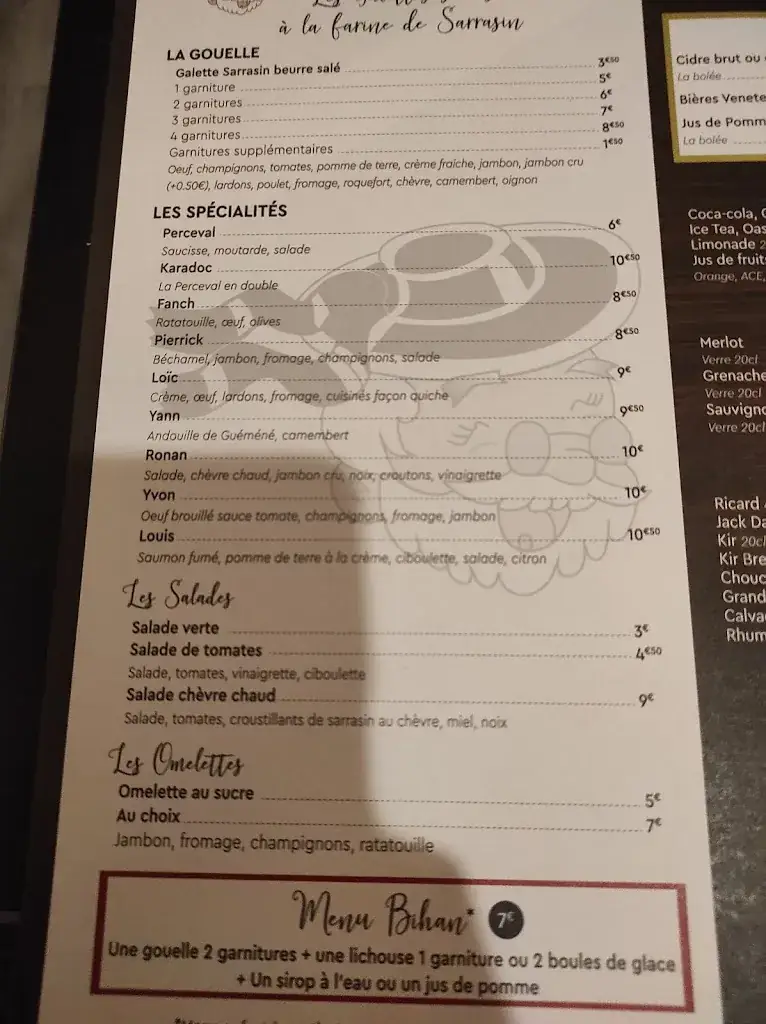 à la farine de Sarrasin
LA GOUELLE
Galette Sarrasin beurre salé 3€50
1 garniture 5€
2 garnitures 6€
3 garnitures 7€
4 garnitures 8€50
Garnitures supplémentaires 1€50
Oeuf, champignons, tomates, pomme de terre, crème fraiche, jambon, jambon cru
(+0.50€), lardons, poulet, fromage, roquefort, chèvre, camembert, oignon
LES SPÉCIALITÉS
Perceval 6€
Saucisse, moutarde, salade
Karadoc 10€50
La Perceval en double
Fanch 8€50
Ratatouille, œuf, olives
Pierrick 8€50
Béchamel, jambon, fromage, champignons, salade
Loïc 9€
Crème, œuf, lardons, fromage, cuisinés façon quiche
Yann 9€50
Andouille de Guéméné, camembert
Ronan 10€
Salade, chèvre chaud, jambon cru, noix, croutons, vinaigrette
Yvon 10€
Oeuf brouillé sauce tomate, champignons, fromage, jambon
Louis 10€50
Saumon fumé, pomme de terre à la crème, ciboulette, salade, citron
Les Salades
Salade verte 3€
Salade de tomates 4€50
Salade, tomates, vinaigrette, ciboulette
Salade chèvre chaud 9€
Salade, tomates, croustillants de sarrasin au chèvre, miel, noix
Les Omelettes
Omelette au sucre 5€
Au choix 7€
Jambon, fromage, champignons, ratatouille
Menu Bihan* 7€
Une gouelle 2 garnitures + une lichouse 1 garniture ou 2 boules de glace
+ Un sirop à l'eau ou un jus de pomme
Cidre brut ou
La bolée
Bières Venete
Jus de Pomm
La bolée
Coca-cola,
Ice Tea, Oas
Limonade 2
Jus de fruit
Orange, ACE,
Merlot
Verre 20cl
Grenache
Verre 20cl
Sauvigno
Verre 20cl
Ricard
Jack Da
Kir 20cl
Kir Bre
Chouc
Grand
Calva
Rhum